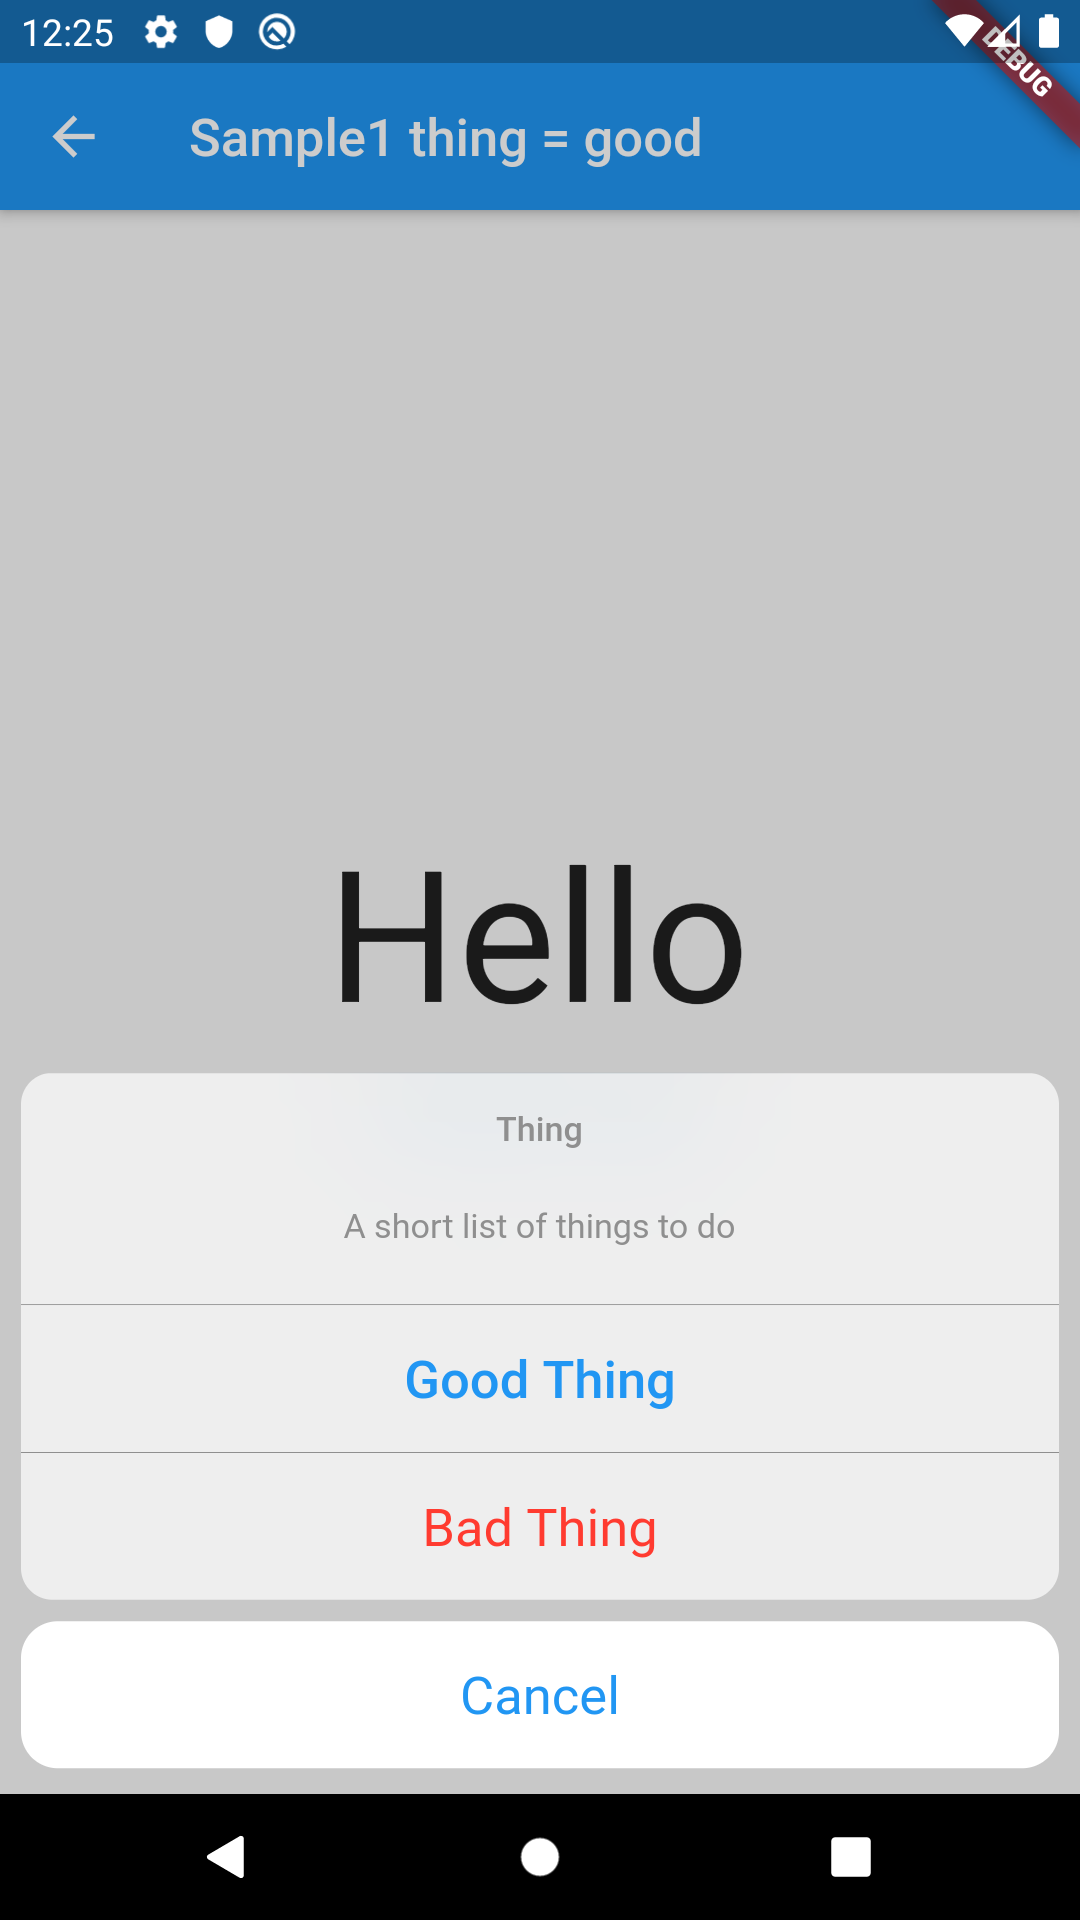 12:25
DEBUG
Sample1 thing = good
Hello
Thing
A short list of things to do
Good Thing
Bad Thing
Cancel